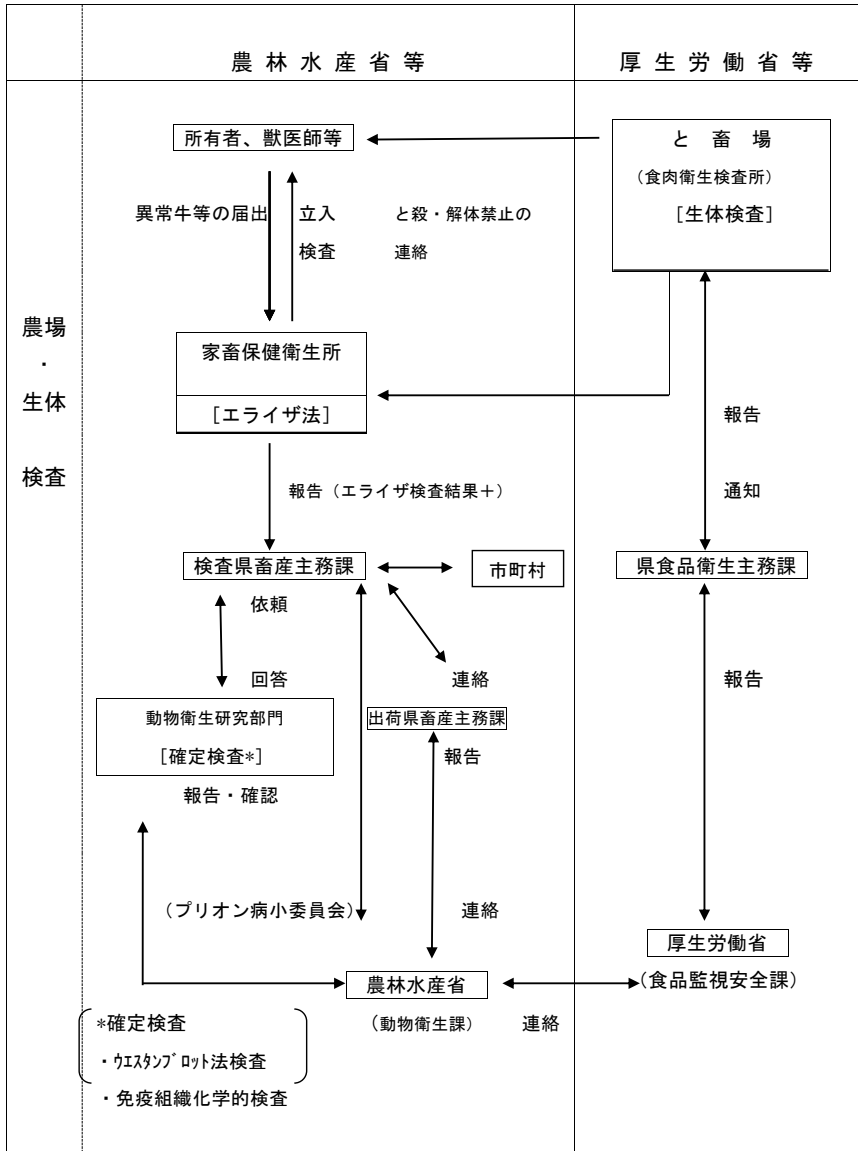 農林水産省等
厚生労働省等
農場
・
生体
検査
所有者、獣医師等
と畜場
（食肉衛生検査所）
［生体検査］
異常牛等の届出
立入
検査
と殺・解体禁止の
連絡
家畜保健衛生所
［エライザ法］
報告
通知
報告（エライザ検査結果＋）
検査県畜産主務課
市町村
県食品衛生主務課
依頼
回答
連絡
報告
動物衛生研究部門
［確定検査*］
出荷県畜産主務課
報告
報告・確認
（プリオン病小委員会）
連絡
厚生労働省
（食品監視安全課）
農林水産省
（動物衛生課）
連絡
*確定検査
・ｳｴｽﾀﾝﾌﾞﾛｯﾄ法検査
・免疫組織化学的検査